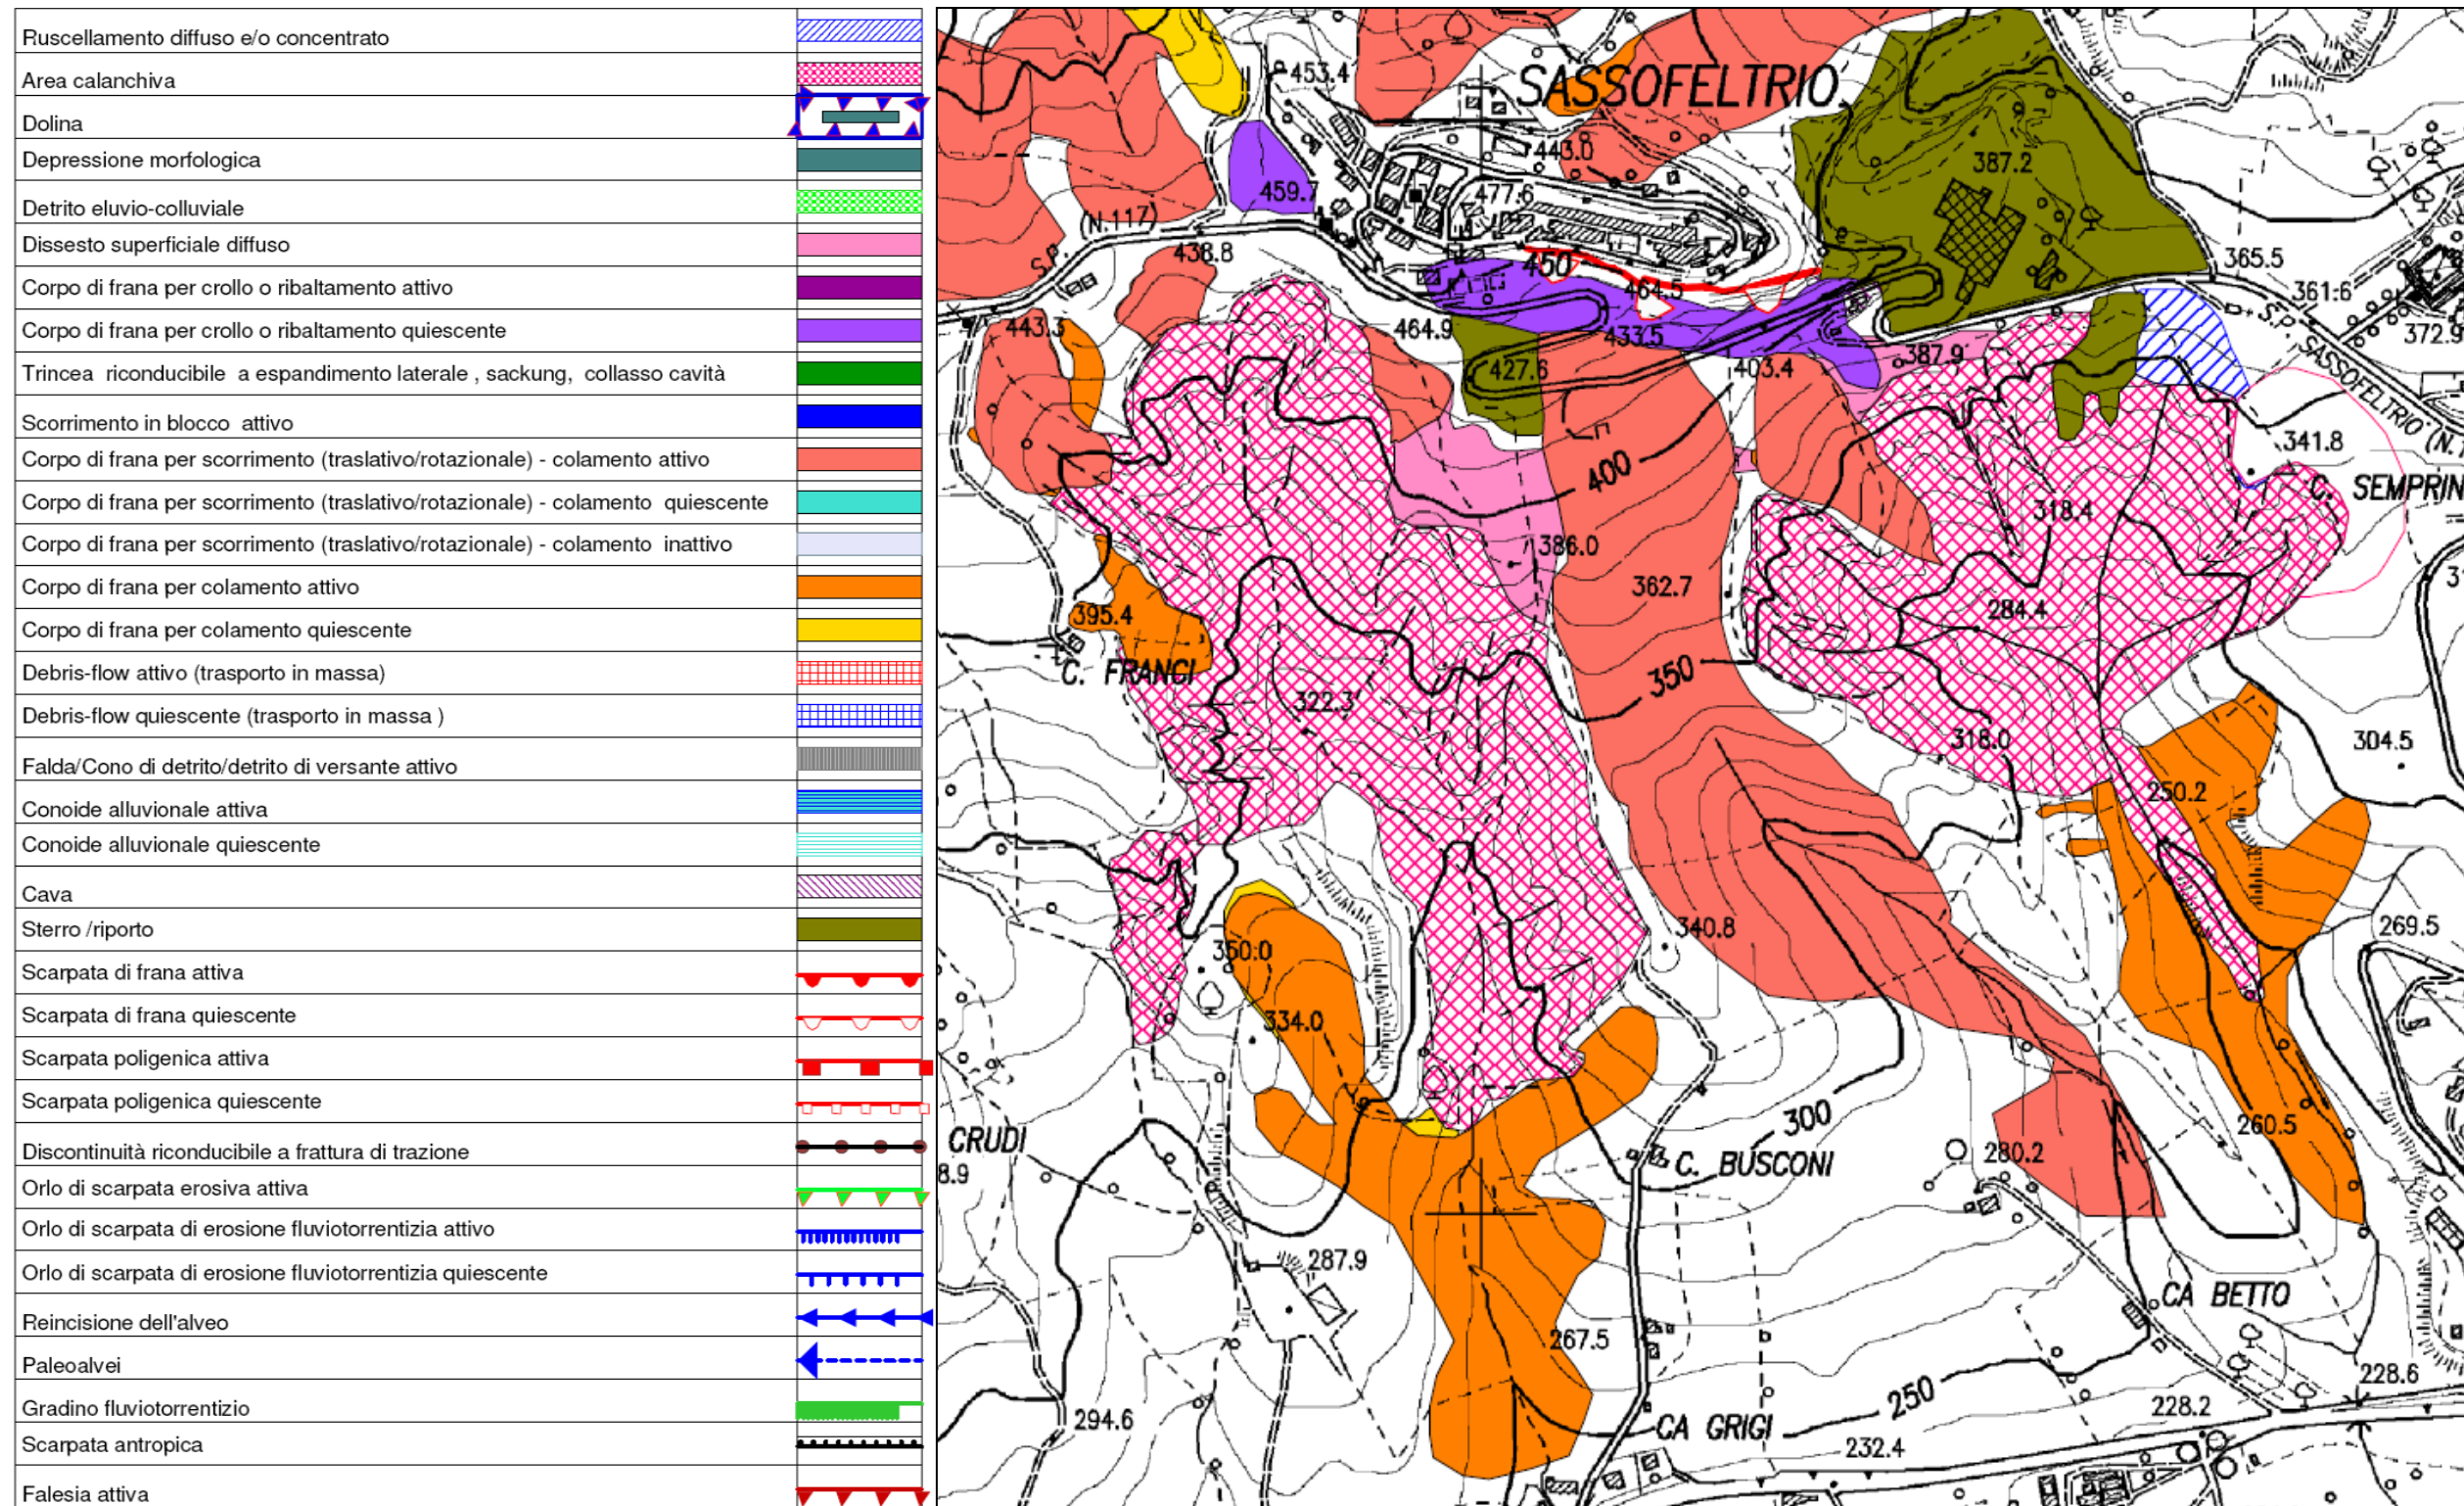 Ruscellamento diffuso e/o concentrato
Area calanchiva
Dolina
Depressione morfologica
Detrito eluvio-colluviale
Dissesto superficiale diffuso
Corpo di frana per crollo o ribaltamento attivo
Corpo di frana per crollo o ribaltamento quiescente
Trincea riconducibile a espandimento laterale , sackung, collasso cavità
Scorrimento in blocco attivo
Corpo di frana per scorrimento (traslativo/rotazionale) - colamento attivo
Corpo di frana per scorrimento (traslativo/rotazionale) - colamento quiescente
Corpo di frana per scorrimento (traslativo/rotazionale) - colamento inattivo
Corpo di frana per colamento attivo
Corpo di frana per colamento quiescente
Debris-flow attivo (trasporto in massa)
Debris-flow quiescente (trasporto in massa )
Falda/Cono di detrito/detrito di versante attivo
Conoide alluvionale attiva
Conoide alluvionale quiescente
Cava
Sterro /riporto
Scarpata di frana attiva
Scarpata di frana quiescente
Scarpata poligenica attiva
Scarpata poligenica quiescente
Discontinuità riconducibile a frattura di trazione
Orlo di scarpata erosiva attiva
Orlo di scarpata di erosione fluviotorrentizia attivo
Orlo di scarpata di erosione fluviotorrentizia quiescente
Reincisione dell'alveo
Paleoalvei
Gradino fluviotorrentizio
Scarpata antropica
Falesia attiva
453.4
SASSOFELTRIO
443.0
387.2
459.7
477.6
S.P. (N.117)
438.8
365.5
450
464.5
361.6
443.3
464.9
433.5
372.9
387.9
427.6
403.4
S.P. SASSOFELTRIO (N.
341.8
400
C. SEMPRIN
318.4
386.0
362.7
284.4
395.4
C. FRANCI
350
322.3
318.0
304.5
250.2
340.8
269.5
350.0
334.0
300
260.5
CRUDI
C. BUSCONI
280.2
8.9
287.9
CA BETTO
267.5
228.6
250
228.2
294.6
CA GRIGI
232.4